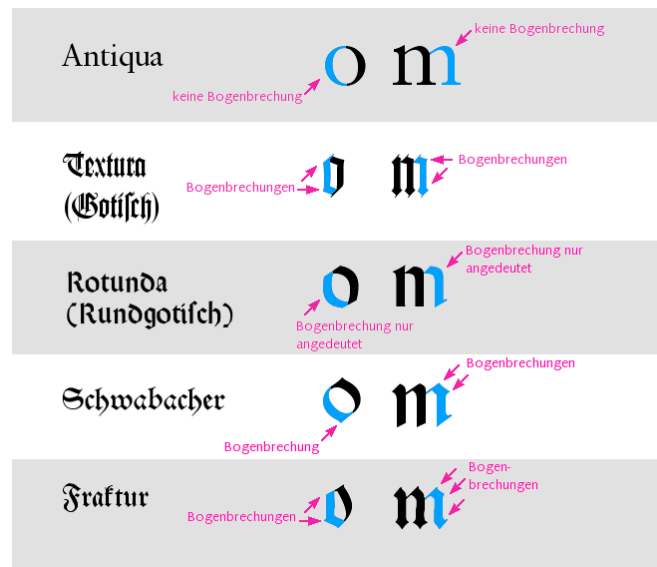 Antiqua
o m
keine Bogenbrechung
keine Bogenbrechung
Textura
(Gotiſch)
o m
Bogenbrechungen
Bogenbrechungen
Rotunda
(Rundgotiſch)
o m
Bogenbrechung nur
angedeutet
Bogenbrechung nur
angedeutet
Schwabacher
o m
Bogenbrechungen
Bogenbrechung
Fraktur
o m
Bogen-
brechungen
Bogenbrechungen